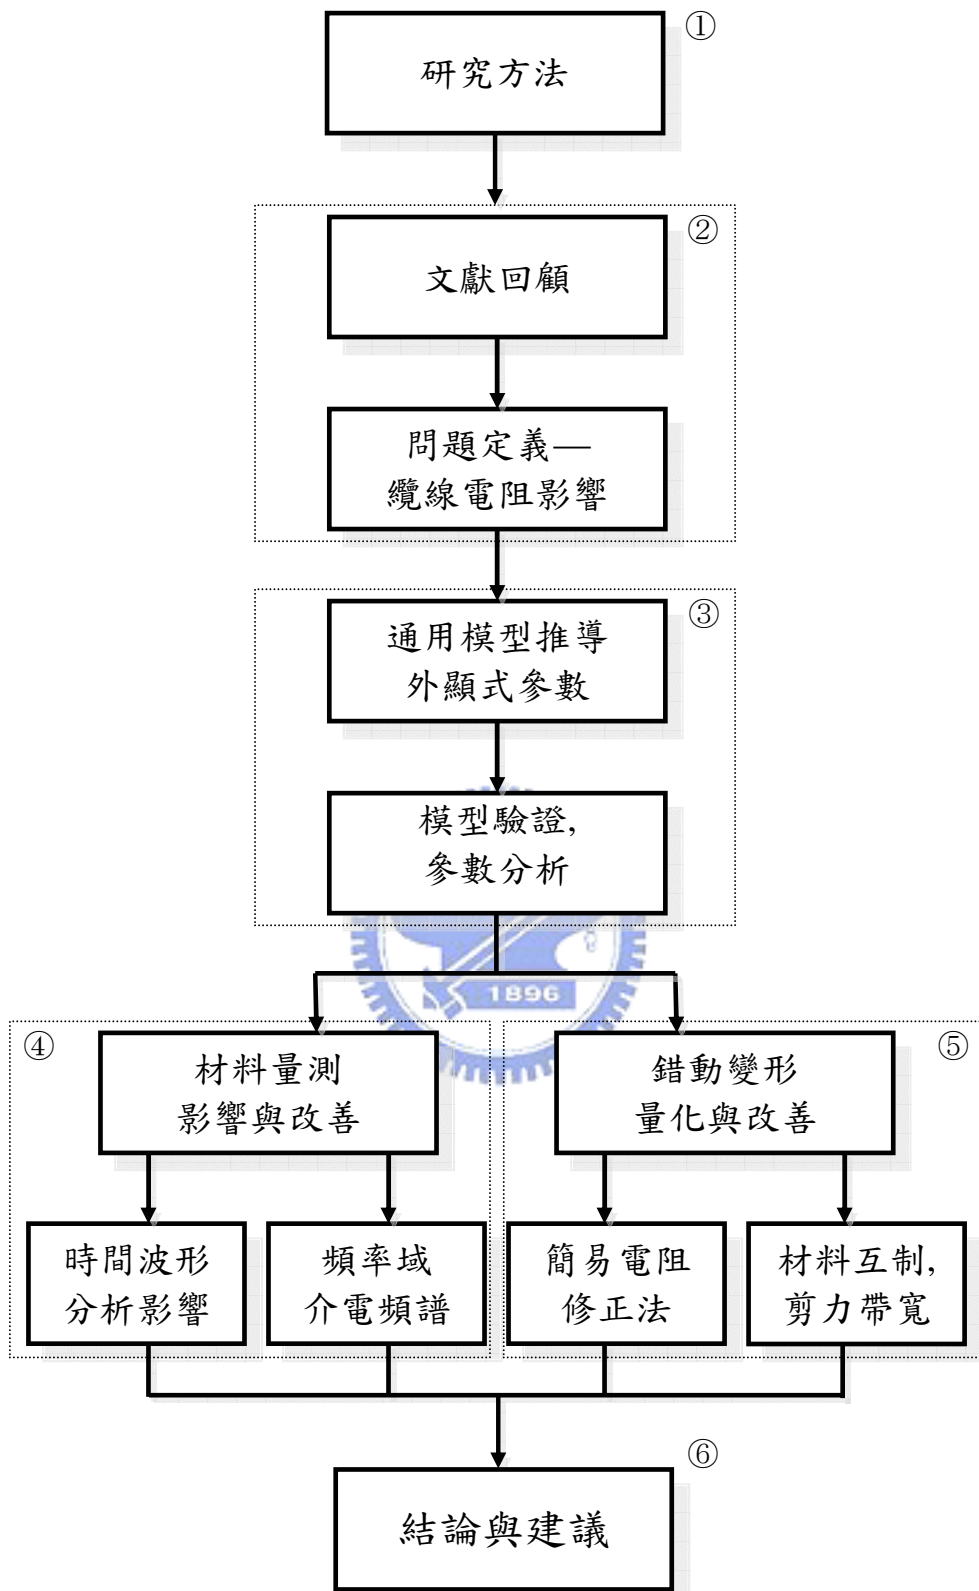 ①
研究方法
②
文獻回顧
問題定義—
纜線電阻影響
③
通用模型推導
外顯式參數
模型驗證,
參數分析
1896
④
材料量測
影響與改善
⑤
錯動變形
量化與改善
時間波形
分析影響
頻率域
介電頻譜
簡易電阻
修正法
材料互制,
剪力帶寬
⑥
結論與建議